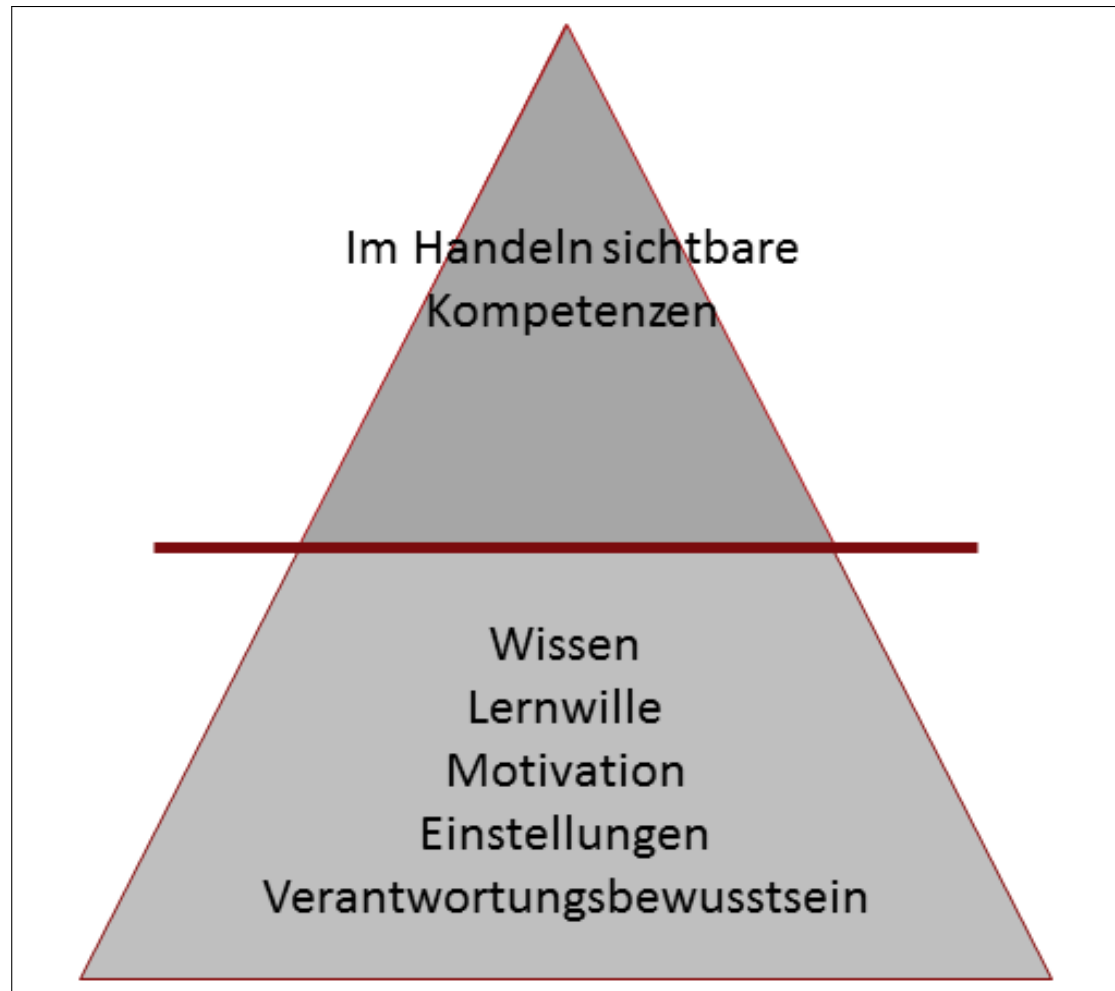 Im Handeln sichtbare
Kompetenzen
Wissen
Lernwille
Motivation
Einstellungen
Verantwortungsbewusstsein